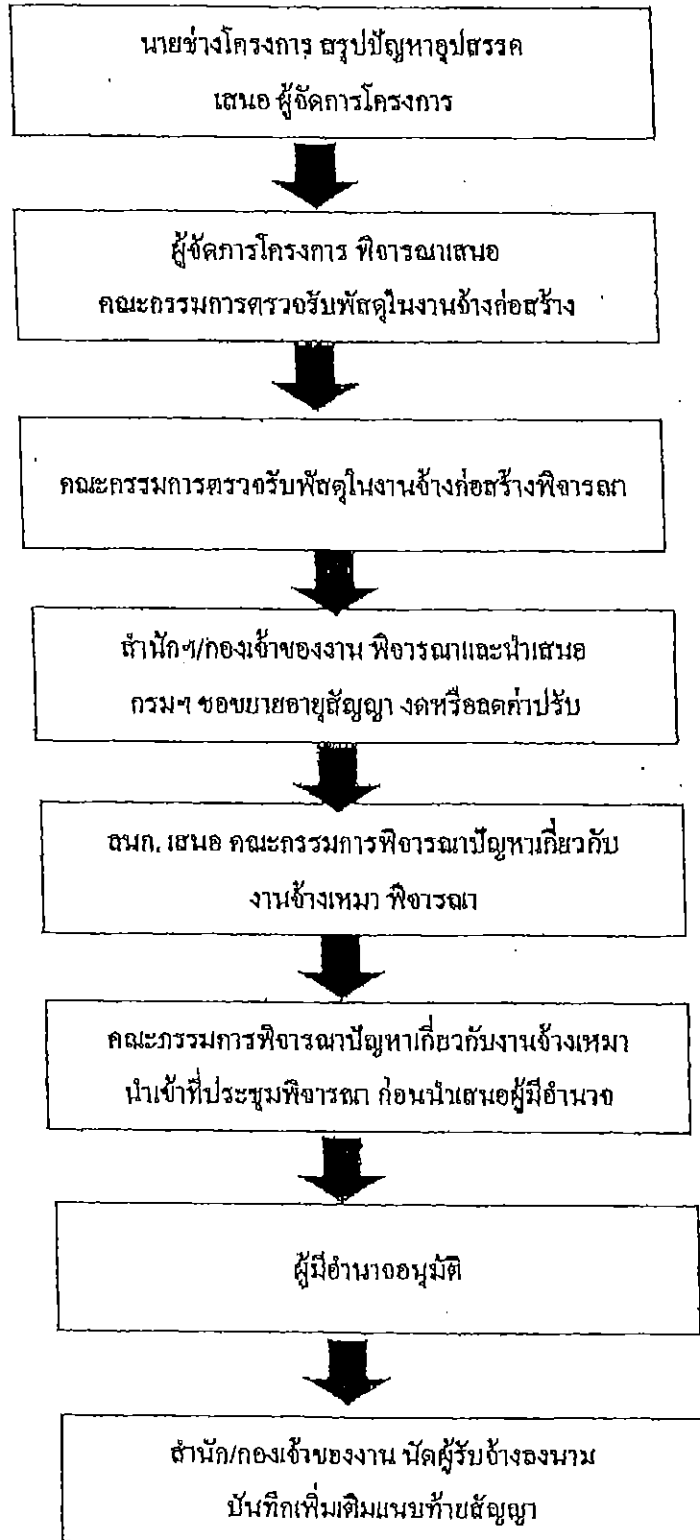 นายช่างโครงการ สรุปปัญหาอุปสรรค
เสนอ ผู้จัดการโครงการ
ผู้จัดการโครงการ พิจารณาเสนอ
คณะกรรมการตรวจรับพัสดุในงานจ้างก่อสร้าง
คณะกรรมการตรวจรับพัสดุในงานจ้างก่อสร้างพิจารณา
สำนักฯ/กองเจ้าของงาน พิจารณาและนำเสนอ
กรมฯ ขอขยายอายุสัญญา งดหรือลดค่าปรับ
สนก. เสนอ คณะกรรมการพิจารณาปัญหาเกี่ยวกับ
งานจ้างเหมา พิจารณา
คณะกรรมการพิจารณาปัญหาเกี่ยวกับงานจ้างเหมา
นำเข้าที่ประชุมพิจารณา ก่อนนำเสนอผู้มีอำนาจ
ผู้มีอำนาจอนุมัติ
สำนัก/กองเจ้าของงาน นัดผู้รับจ้างลงนาม
บันทึกเพิ่มเติมแนบท้ายสัญญา